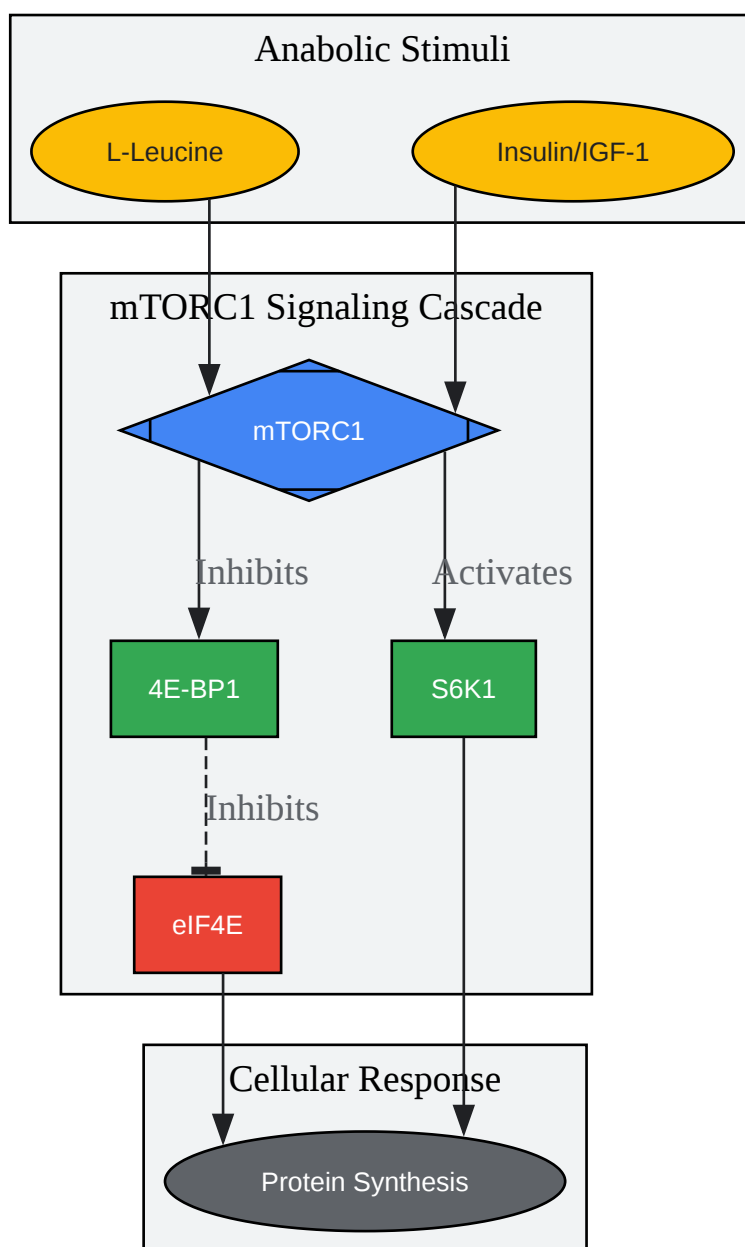 Anabolic Stimuli
L-Leucine
Insulin/IGF-1
mTORC1 Signaling Cascade
mTORC1
Inhibits
Activates
4E-BP1
S6K1
Inhibits
eIF4E
Cellular Response
Protein Synthesis